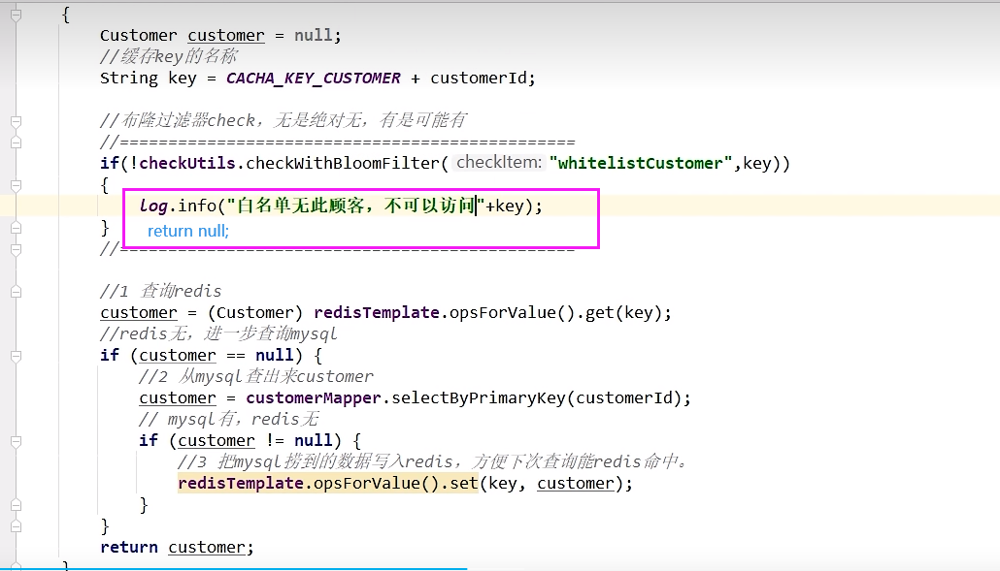 {
Customer customer = null;
//缓存key的名称
String key = CACHA_KEY_CUSTOMER + customerId;
//布隆过滤器check，无是绝对无，有是可能有
//===============================================
if(!checkUtils.checkWithBloomFilter( checkItem: "whitelistCustomer",key))
{
log.info("白名单无此顾客，不可以访问"+key);
} return null;
//===============================================
//1 查询redis
customer = (Customer) redisTemplate.opsForValue().get(key);
//redis无，进一步查询mysql
if (customer == null) {
//2 从mysql查出来customer
customer = customerMapper.selectByPrimaryKey(customerId);
// mysql有，redis无
if (customer != null) {
//3 把mysql捞到的数据写入redis，方便下次查询能redis命中。
redisTemplate.opsForValue().set(key, customer);
}
}
return customer;
}